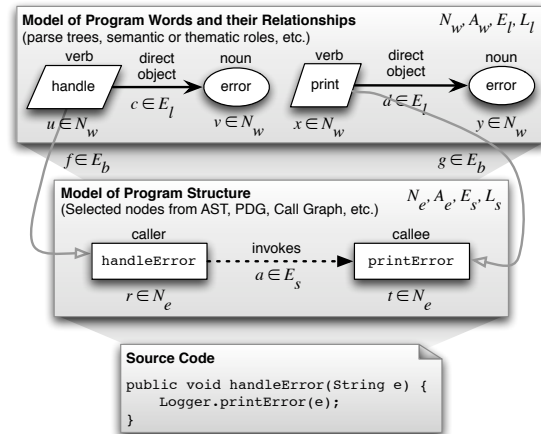 Model of Program Words and their Relationships
(parse trees, semantic or thematic roles, etc.)
N_w, A_w, E_l, L_l
verb
direct
object
noun
verb
direct
object
noun
handle
error
print
error
c ∈ E_l
d ∈ E_l
u ∈ N_w
v ∈ N_w
x ∈ N_w
y ∈ N_w
f ∈ E_b
g ∈ E_b
Model of Program Structure
(Selected nodes from AST, PDG, Call Graph, etc.)
N_e, A_e, E_s, L_s
caller
invokes
callee
handleError
printError
a ∈ E_s
r ∈ N_e
t ∈ N_e
Source Code
public void handleError(String e) {
Logger.printError(e);
}